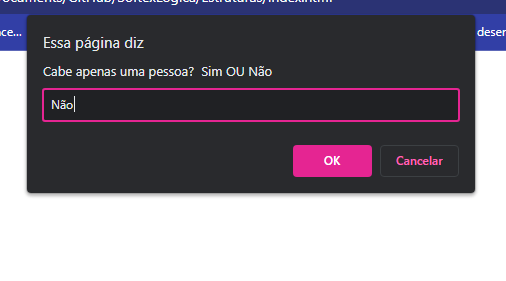 ocuments/GitHub/SoftexLogica/Estruturas/index.html
ce...
deser
Essa página diz
Cabe apenas uma pessoa?  Sim OU Não
Não
OK
Cancelar